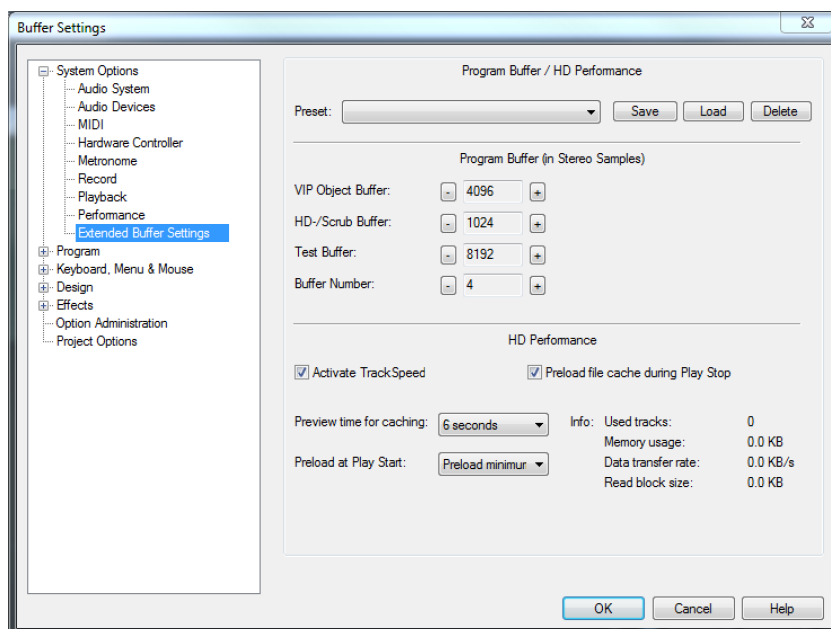 Buffer Settings
System Options
Audio System
Audio Devices
MIDI
Hardware Controller
Metronome
Record
Playback
Performance
Extended Buffer Settings
Program
Keyboard, Menu & Mouse
Design
Effects
Option Administration
Project Options
Program Buffer / HD Performance
Preset: Save Load Delete
Program Buffer (in Stereo Samples)
VIP Object Buffer: - 4096 +
HD-/Scrub Buffer: - 1024 +
Test Buffer: - 8192 +
Buffer Number: - 4 +
HD Performance
Activate TrackSpeed Preload file cache during Play Stop
Preview time for caching: 6 seconds Info: Used tracks: 0
Memory usage: 0.0 KB
Preload at Play Start: Preload minimur Data transfer rate: 0.0 KB/s
Read block size: 0.0 KB
OK Cancel Help